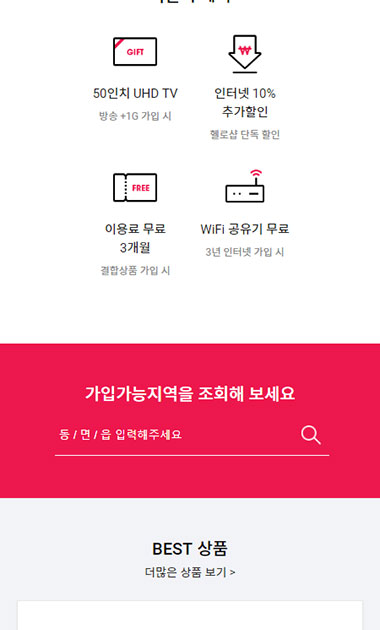 GIFT
50인치 UHD TV
방송 +1G 가입 시
인터넷 10%
추가할인
헬로샵 단독 할인
FREE
이용료 무료
3개월
결합상품 가입 시
WiFi 공유기 무료
3년 인터넷 가입 시
가입가능지역을 조회해 보세요
동 / 면 / 읍 입력해주세요
BEST 상품
더많은 상품 보기 >